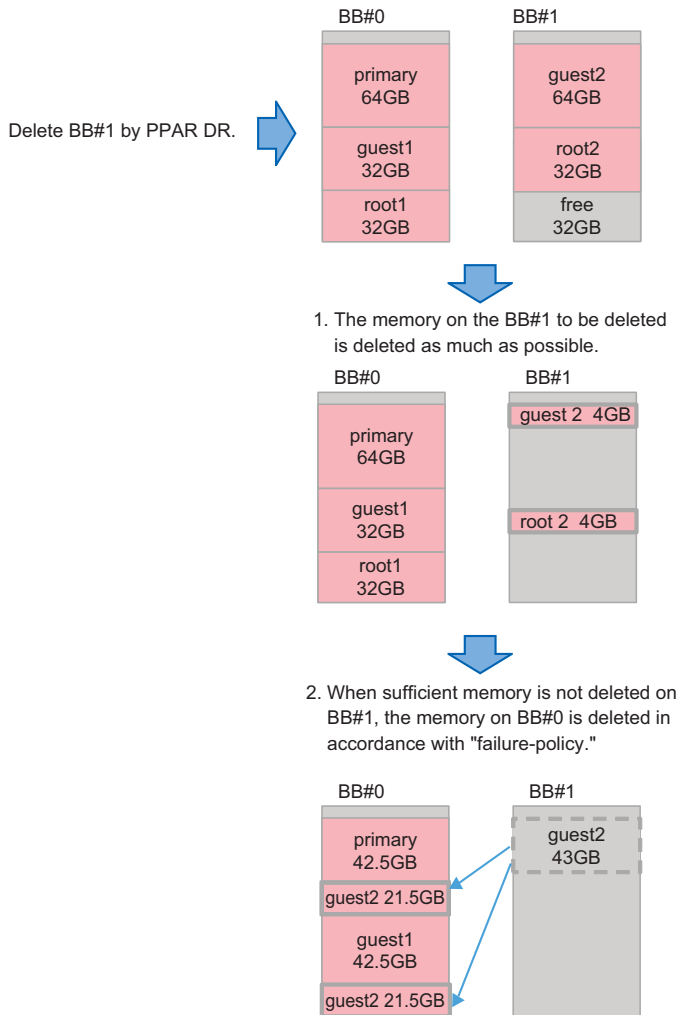 BB#0
BB#1
Delete BB#1 by PPAR DR.
primary
64GB
guest1
32GB
root1
32GB
guest2
64GB
root2
32GB
free
32GB
1. The memory on the BB#1 to be deleted
is deleted as much as possible.
BB#0
BB#1
primary
64GB
guest1
32GB
root1
32GB
guest 2 4GB
root 2 4GB
2. When sufficient memory is not deleted on
BB#1, the memory on BB#0 is deleted in
accordance with "failure-policy."
BB#0
BB#1
primary
42.5GB
guest2 21.5GB
guest1
42.5GB
guest2 21.5GB
guest2
43GB